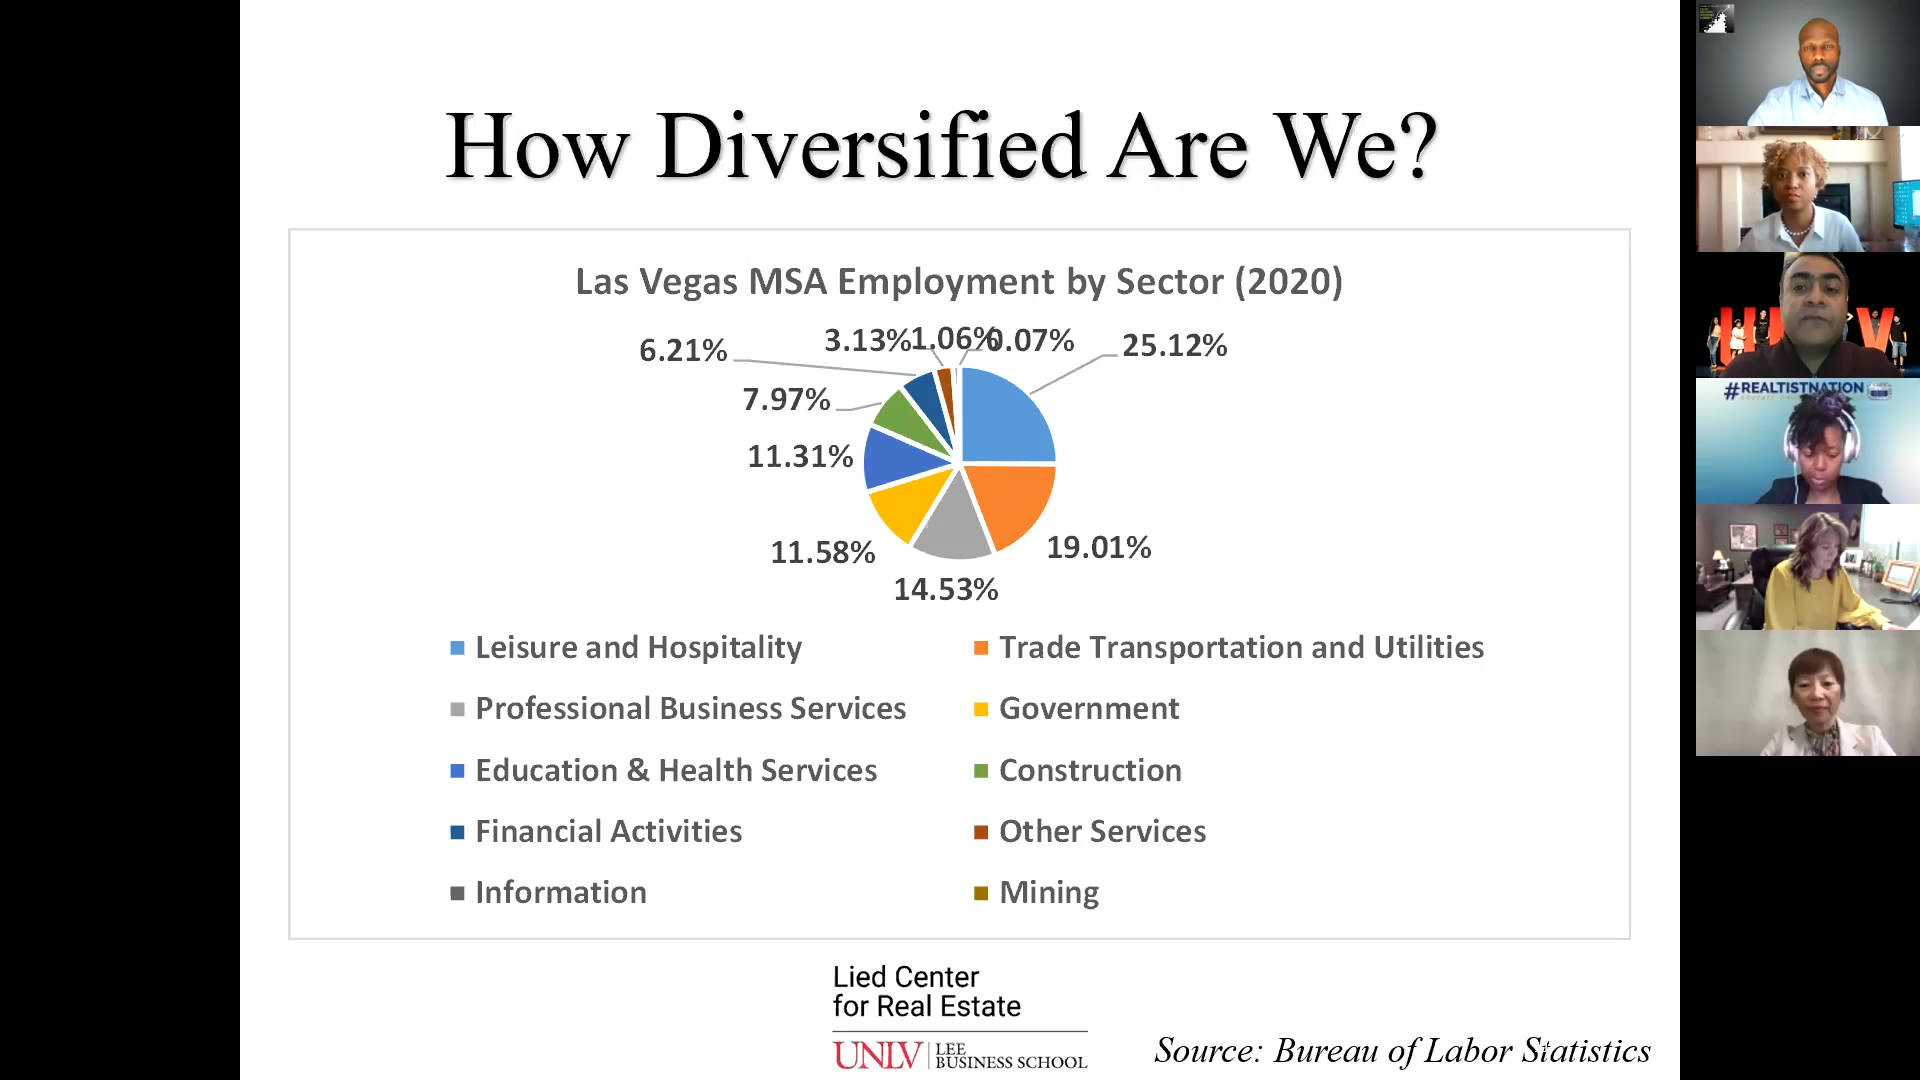 How Diversified Are We?
Las Vegas MSA Employment by Sector (2020)
6.21%
3.13%
1.06%
0.07%
25.12%
7.97%
11.31%
11.58%
14.53%
19.01%
Leisure and Hospitality
Trade Transportation and Utilities
Professional Business Services
Government
Education & Health Services
Construction
Financial Activities
Other Services
Information
Mining
Lied Center
for Real Estate
UNLV
LEE
BUSINESS SCHOOL
Source: Bureau of Labor Statistics
#REALTISTNATION